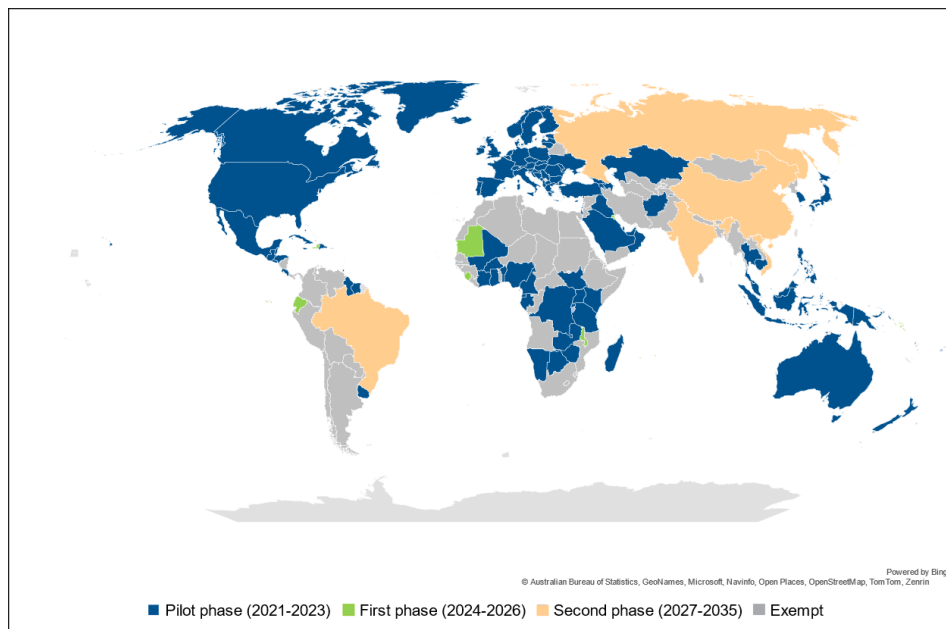 Powered by Bing
© Australian Bureau of Statistics, GeoNames, Microsoft, Navinfo, Open Places, OpenStreetMap, TomTom, Zenrin
Pilot phase (2021-2023) First phase (2024-2026) Second phase (2027-2035) Exempt